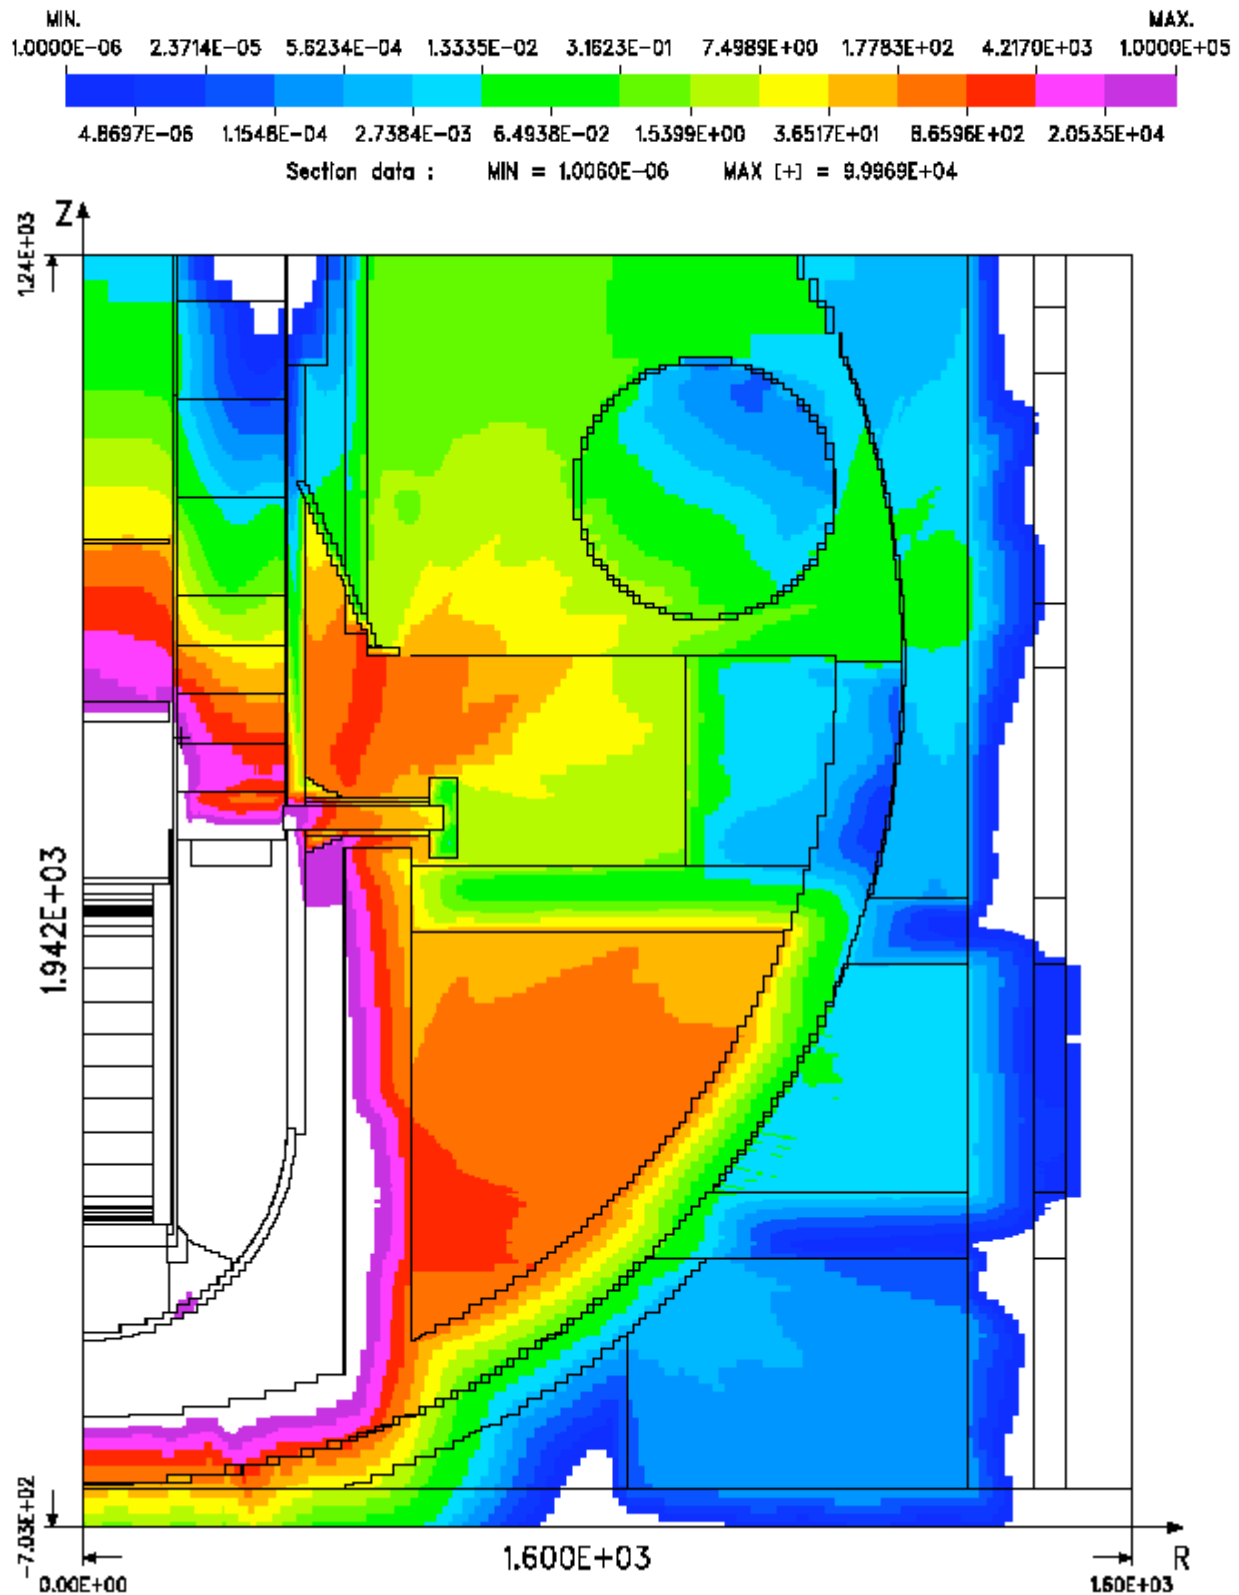 MIN. MAX.
1.0000E-06 2.3714E-05 5.6234E-04 1.3335E-02 3.1623E-01 7.4989E+00 1.7783E+02 4.2170E+03 1.0000E+05
4.8697E-06 1.1548E-04 2.7384E-03 6.4938E-02 1.5399E+00 3.6517E+01 8.6596E+02 2.0535E+04
Section data : MIN = 1.0060E-06 MAX [+] = 9.9969E+04
Z
1.24E+03
1.942E+03
-7.03E+02
1.600E+03 R
0.00E+00 1.60E+03